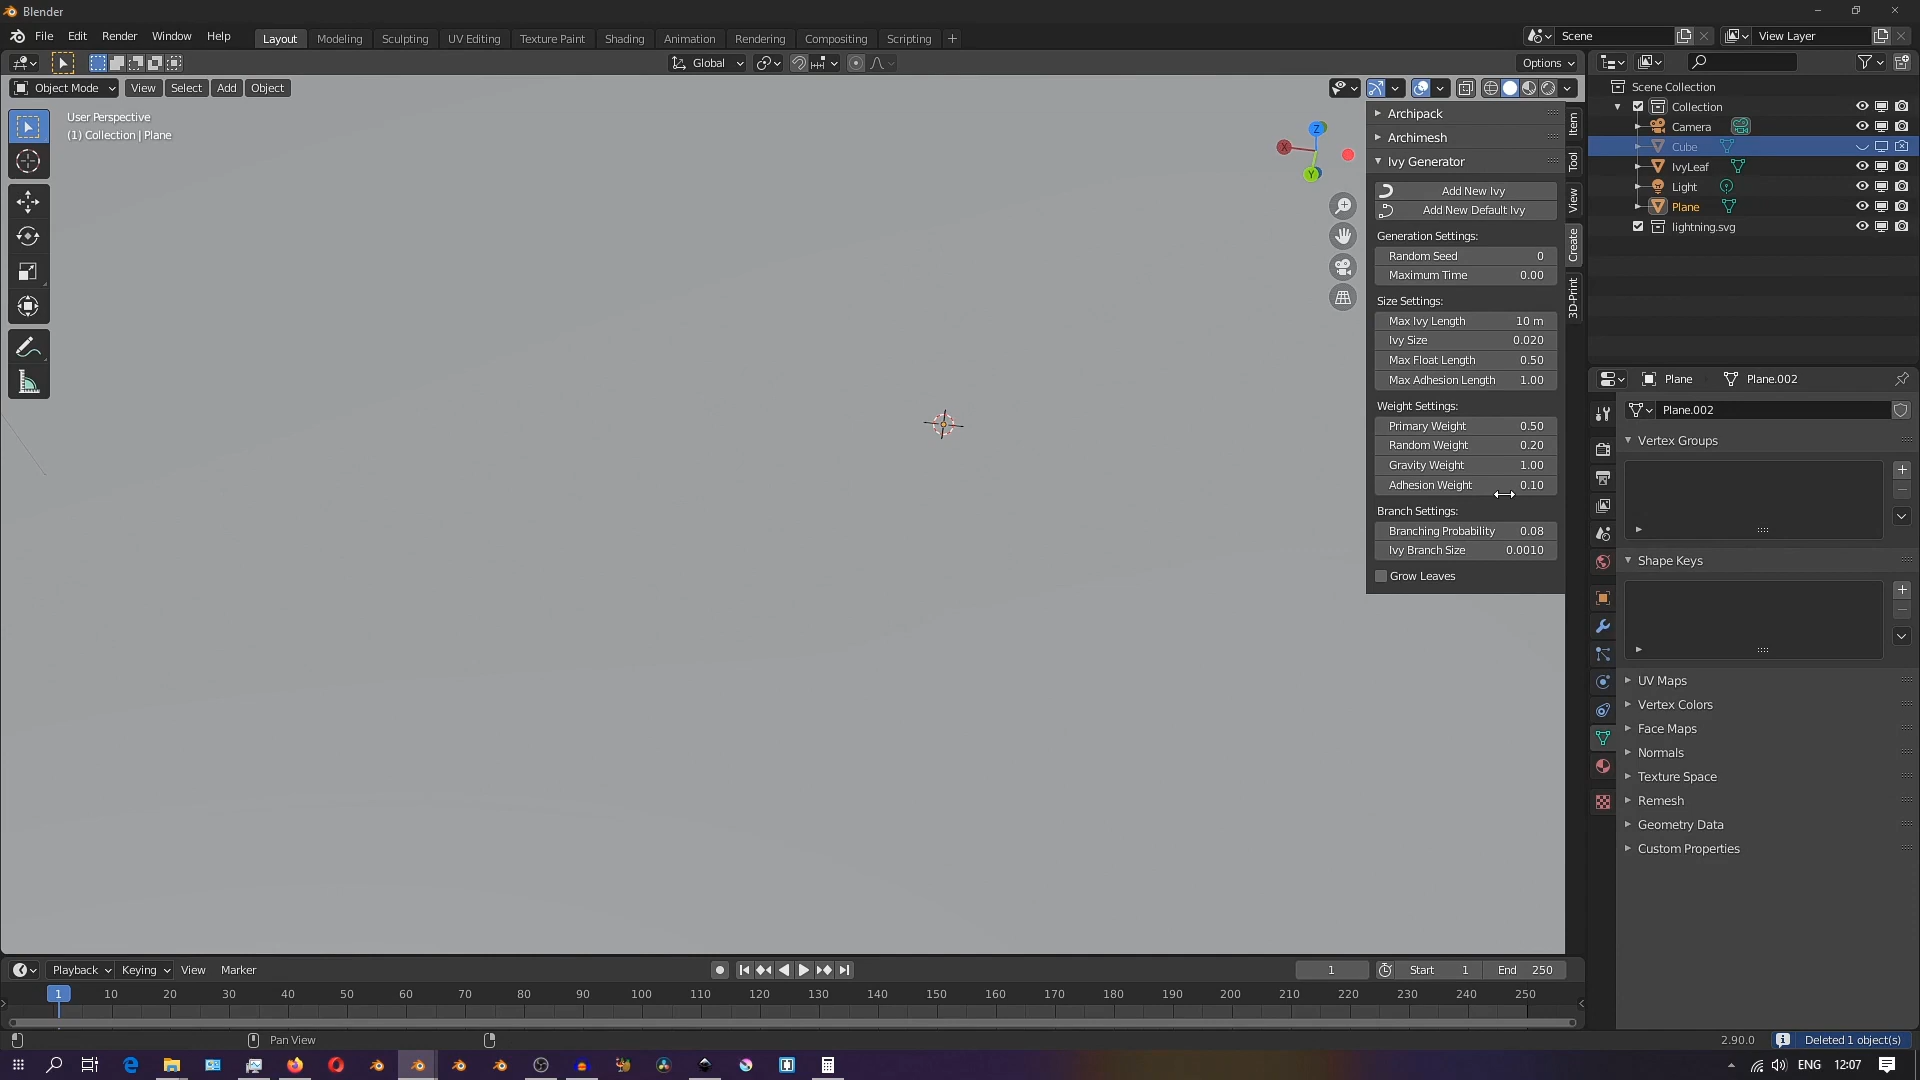 Blender
File Edit Render Window Help
Layout Modeling Sculpting UV Editing Texture Paint Shading Animation Rendering Compositing Scripting +
Scene
View Layer
Global
Options
Object Mode View Select Add Object
User Perspective
(1) Collection | Plane
Z
X
Y
Archipack
Archimesh
Ivy Generator
Add New Ivy
Add New Default Ivy
Generation Settings:
Random Seed 0
Maximum Time 0.00
Size Settings:
Max Ivy Length 10 m
Ivy Size 0.020
Max Float Length 0.50
Max Adhesion Length 1.00
Weight Settings:
Primary Weight 0.50
Random Weight 0.20
Gravity Weight 1.00
Adhesion Weight 0.10
Branch Settings:
Branching Probability 0.08
Ivy Branch Size 0.0010
Grow Leaves
Item
Tool
View
Create
3D-Print
Scene Collection
Collection
Camera
Cube
IvyLeaf
Light
Plane
lightning.svg
Plane Plane.002
Plane.002
Vertex Groups
Shape Keys
UV Maps
Vertex Colors
Face Maps
Normals
Texture Space
Remesh
Geometry Data
Custom Properties
Playback Keying View Marker
1 Start 1 End 250
1 10 20 30 40 50 60 70 80 90 100 110 120 130 140 150 160 170 180 190 200 210 220 230 240 250
Pan View
2.90.0 Deleted 1 object(s)
ENG 12:07